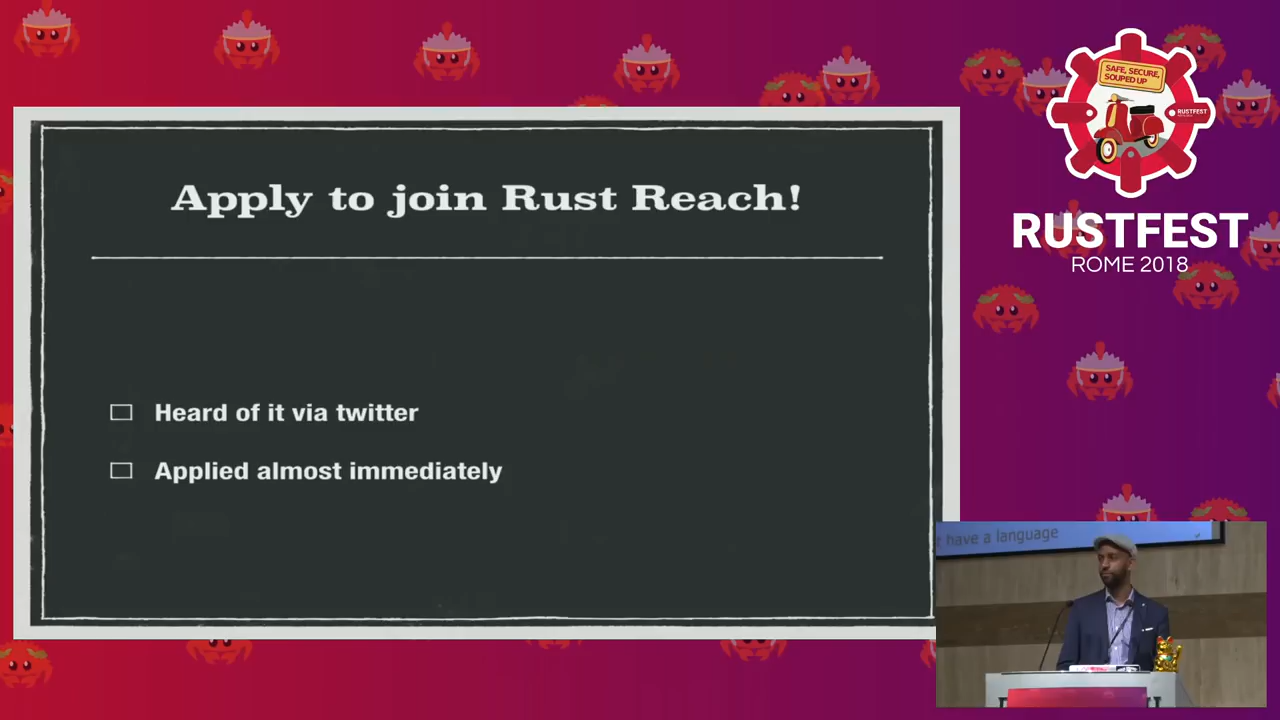 SAFE, SECURE,
SOUPED UP
RUSTFEST
RUSTFEST
ROME 2018
Apply to join Rust Reach!
Heard of it via twitter
Applied almost immediately
have a language